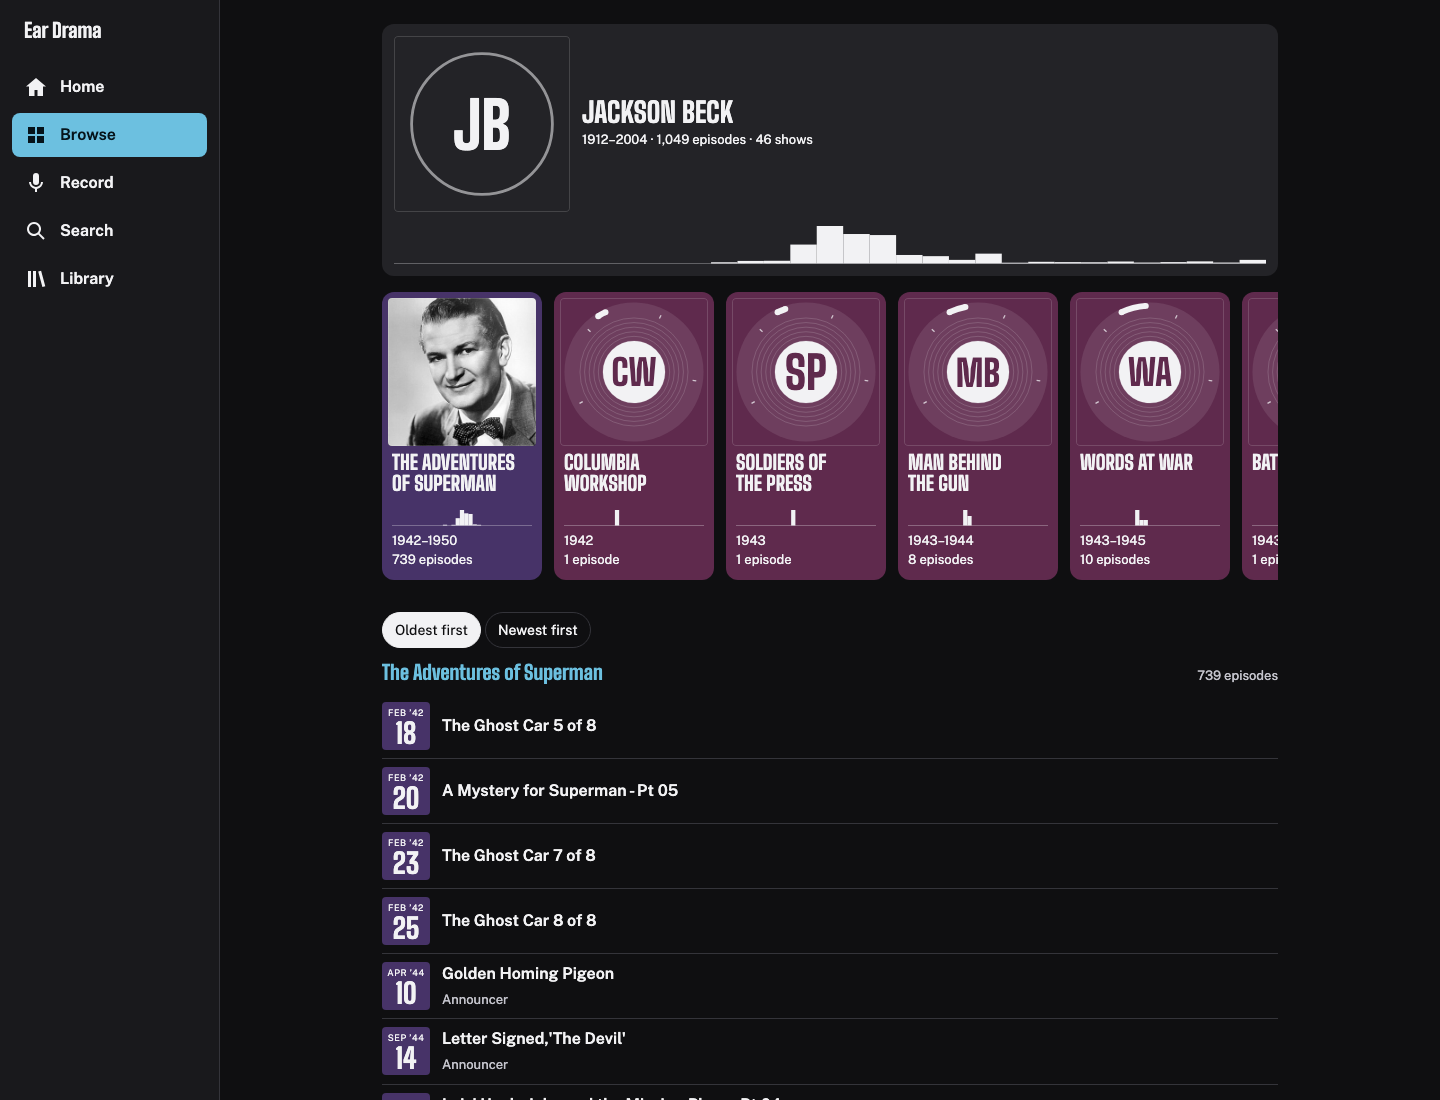 Ear Drama
Home
Browse
Record
Search
Library
JB
JACKSON BECK
1912–2004 · 1,049 episodes · 46 shows
THE ADVENTURES
OF SUPERMAN
1942–1950
739 episodes
CW
COLUMBIA
WORKSHOP
1942
1 episode
SP
SOLDIERS OF
THE PRESS
1943
1 episode
MB
MAN BEHIND
THE GUN
1943–1944
8 episodes
WA
WORDS AT WAR
1943–1945
10 episodes
BAT
1943
1 epi
Oldest first
Newest first
The Adventures of Superman
739 episodes
FEB '42
18
The Ghost Car 5 of 8
FEB '42
20
A Mystery for Superman - Pt 05
FEB '42
23
The Ghost Car 7 of 8
FEB '42
25
The Ghost Car 8 of 8
APR '44
10
Golden Homing Pigeon
Announcer
SEP '44
14
Letter Signed,'The Devil'
Announcer